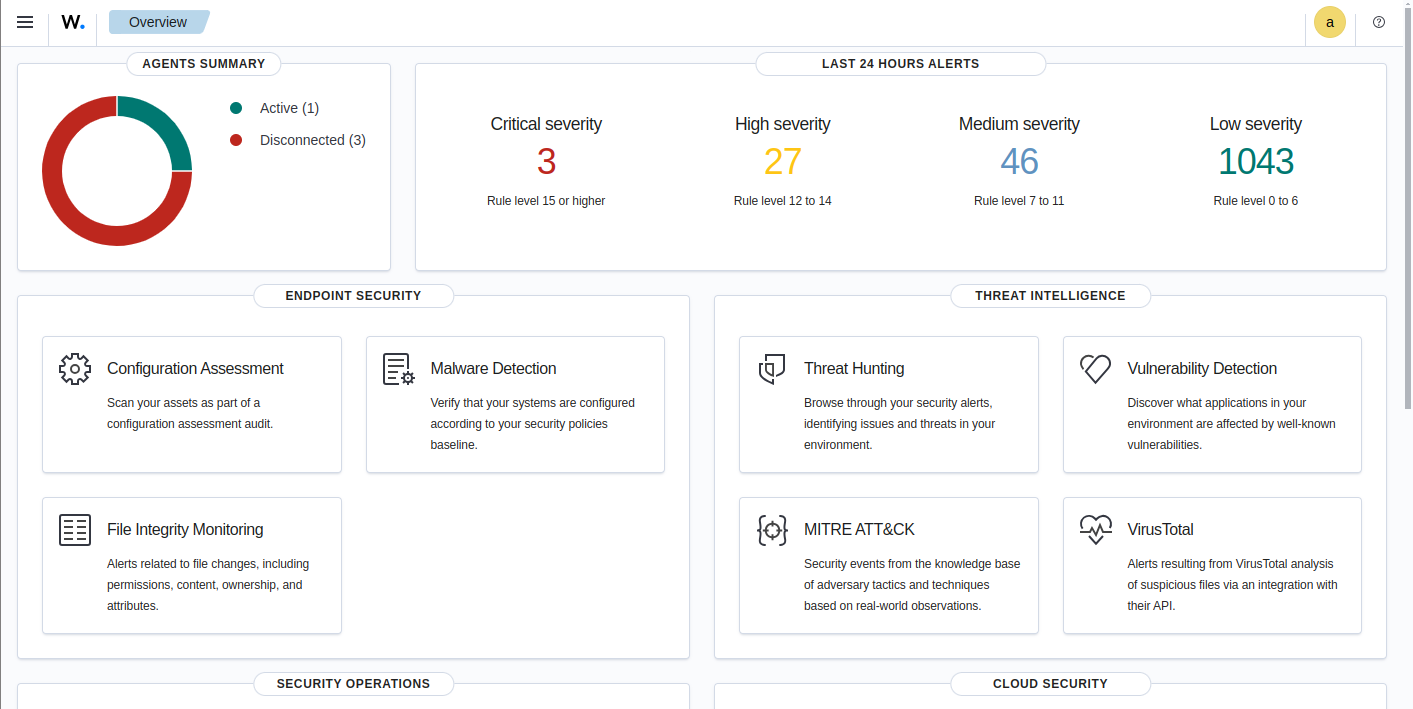 W.
Overview
a
AGENTS SUMMARY
Active (1)
Disconnected (3)
LAST 24 HOURS ALERTS
Critical severity
3
Rule level 15 or higher
High severity
27
Rule level 12 to 14
Medium severity
46
Rule level 7 to 11
Low severity
1043
Rule level 0 to 6
ENDPOINT SECURITY
Configuration Assessment
Scan your assets as part of a
configuration assessment audit.
Malware Detection
Verify that your systems are configured
according to your security policies
baseline.
File Integrity Monitoring
Alerts related to file changes, including
permissions, content, ownership, and
attributes.
THREAT INTELLIGENCE
Threat Hunting
Browse through your security alerts,
identifying issues and threats in your
environment.
Vulnerability Detection
Discover what applications in your
environment are affected by well-known
vulnerabilities.
MITRE ATT&CK
Security events from the knowledge base
of adversary tactics and techniques
based on real-world observations.
VirusTotal
Alerts resulting from VirusTotal analysis
of suspicious files via an integration with
their API.
SECURITY OPERATIONS
CLOUD SECURITY